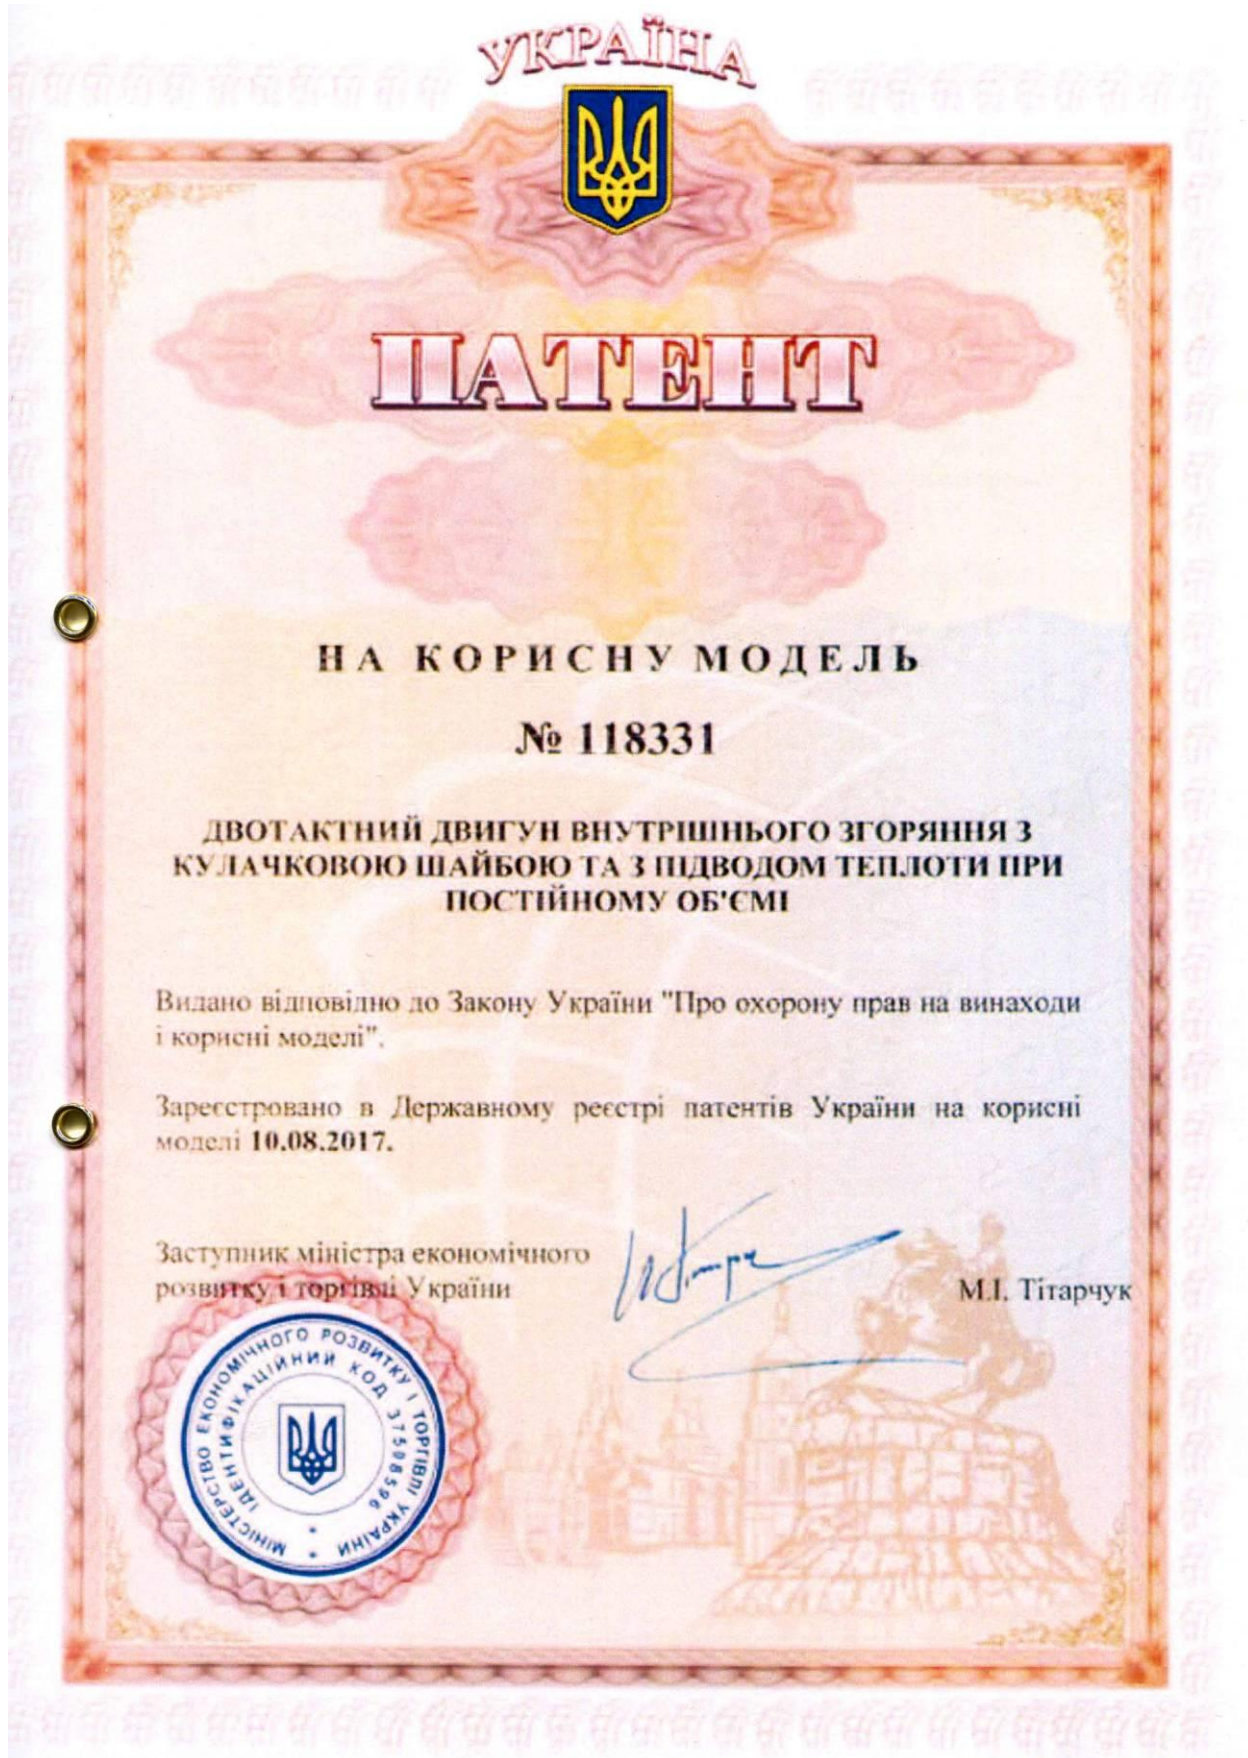 УКРАЇНА
ПАТЕНТ
НА КОРИСНУ МОДЕЛЬ
№ 118331
ДВОТАКТНИЙ ДВИГУН ВНУТРІШНЬОГО ЗГОРЯННЯ З
КУЛАЧКОВОЮ ШАЙБОЮ ТА З ПІДВОДОМ ТЕПЛОТИ ПРИ
ПОСТІЙНОМУ ОБ'ЄМІ
Видано відповідно до Закону України "Про охорону прав на винаходи
і корисні моделі".
Зареєстровано в Державному реєстрі патентів України на корисні
моделі 10.08.2017.
Заступник міністра економічного
розвитку і торгівлі України
М.І. Тітарчук
МІНІСТЕРСТВО ЕКОНОМІЧНОГО РОЗВИТКУ І ТОРГІВЛІ УКРАЇНИ *
ІДЕНТИФІКАЦІЙНИЙ КОД 37508596 *